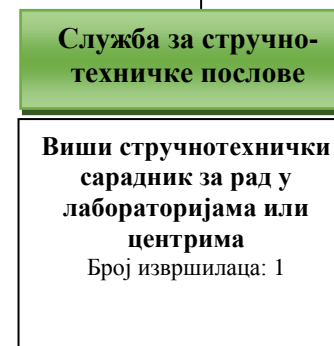 Служба за стручно-
техничке послове
Виши стручнотехнички
сарадник за рад у
лабораторијама или
центрима
Број извршилаца: 1